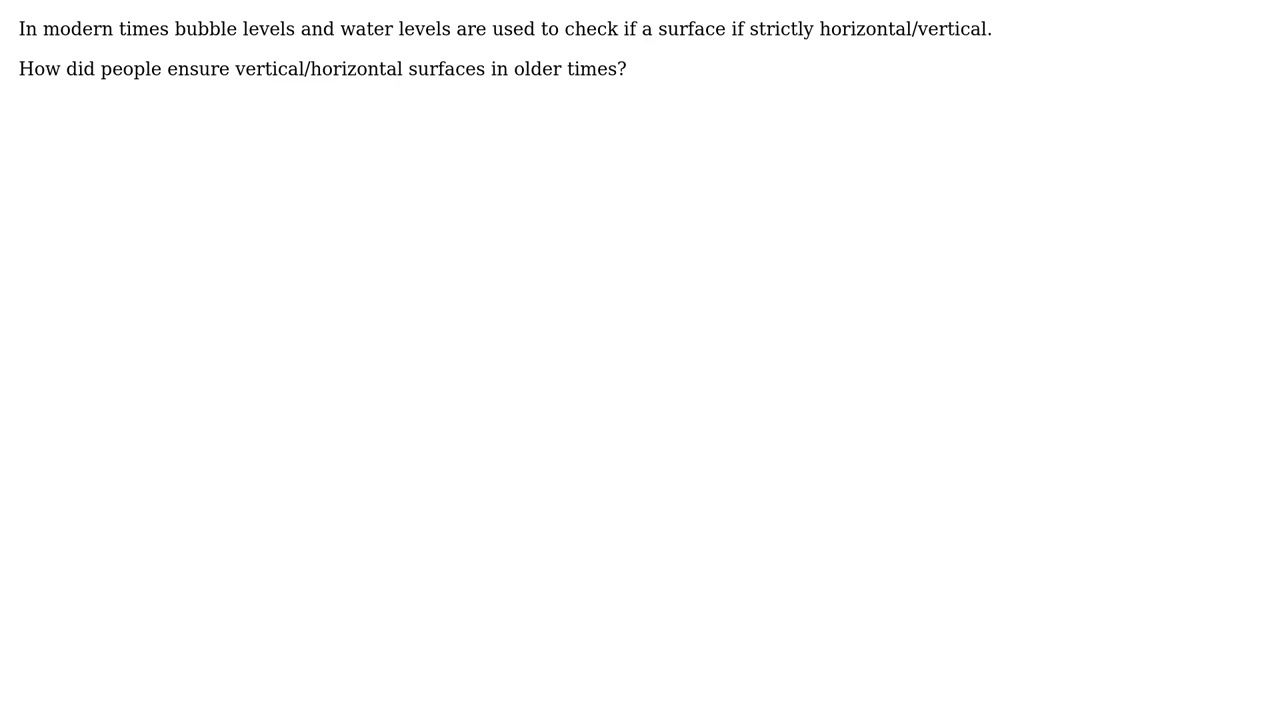 In modern times bubble levels and water levels are used to check if a surface if strictly horizontal/vertical.
How did people ensure vertical/horizontal surfaces in older times?